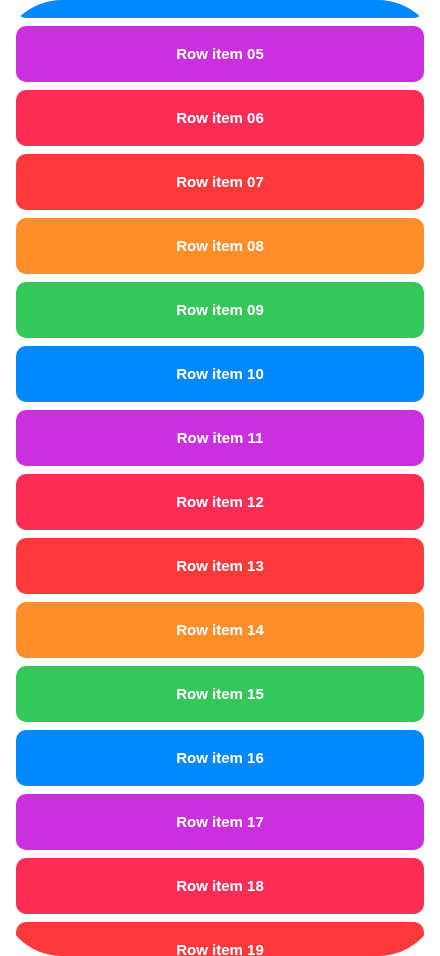 Row item 05
Row item 06
Row item 07
Row item 08
Row item 09
Row item 10
Row item 11
Row item 12
Row item 13
Row item 14
Row item 15
Row item 16
Row item 17
Row item 18
Row item 19